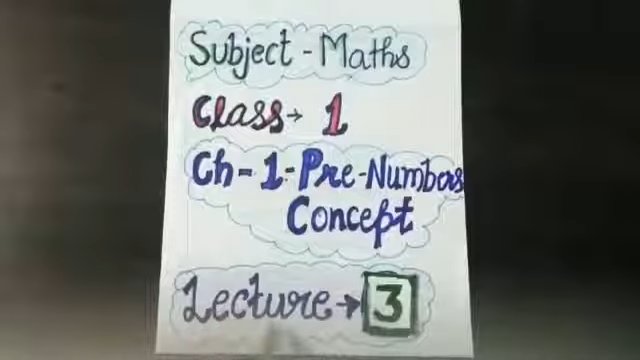 Subject - Maths
Class → 1
Ch - 1 - Pre - Numbers
Concept
Lecture → 3